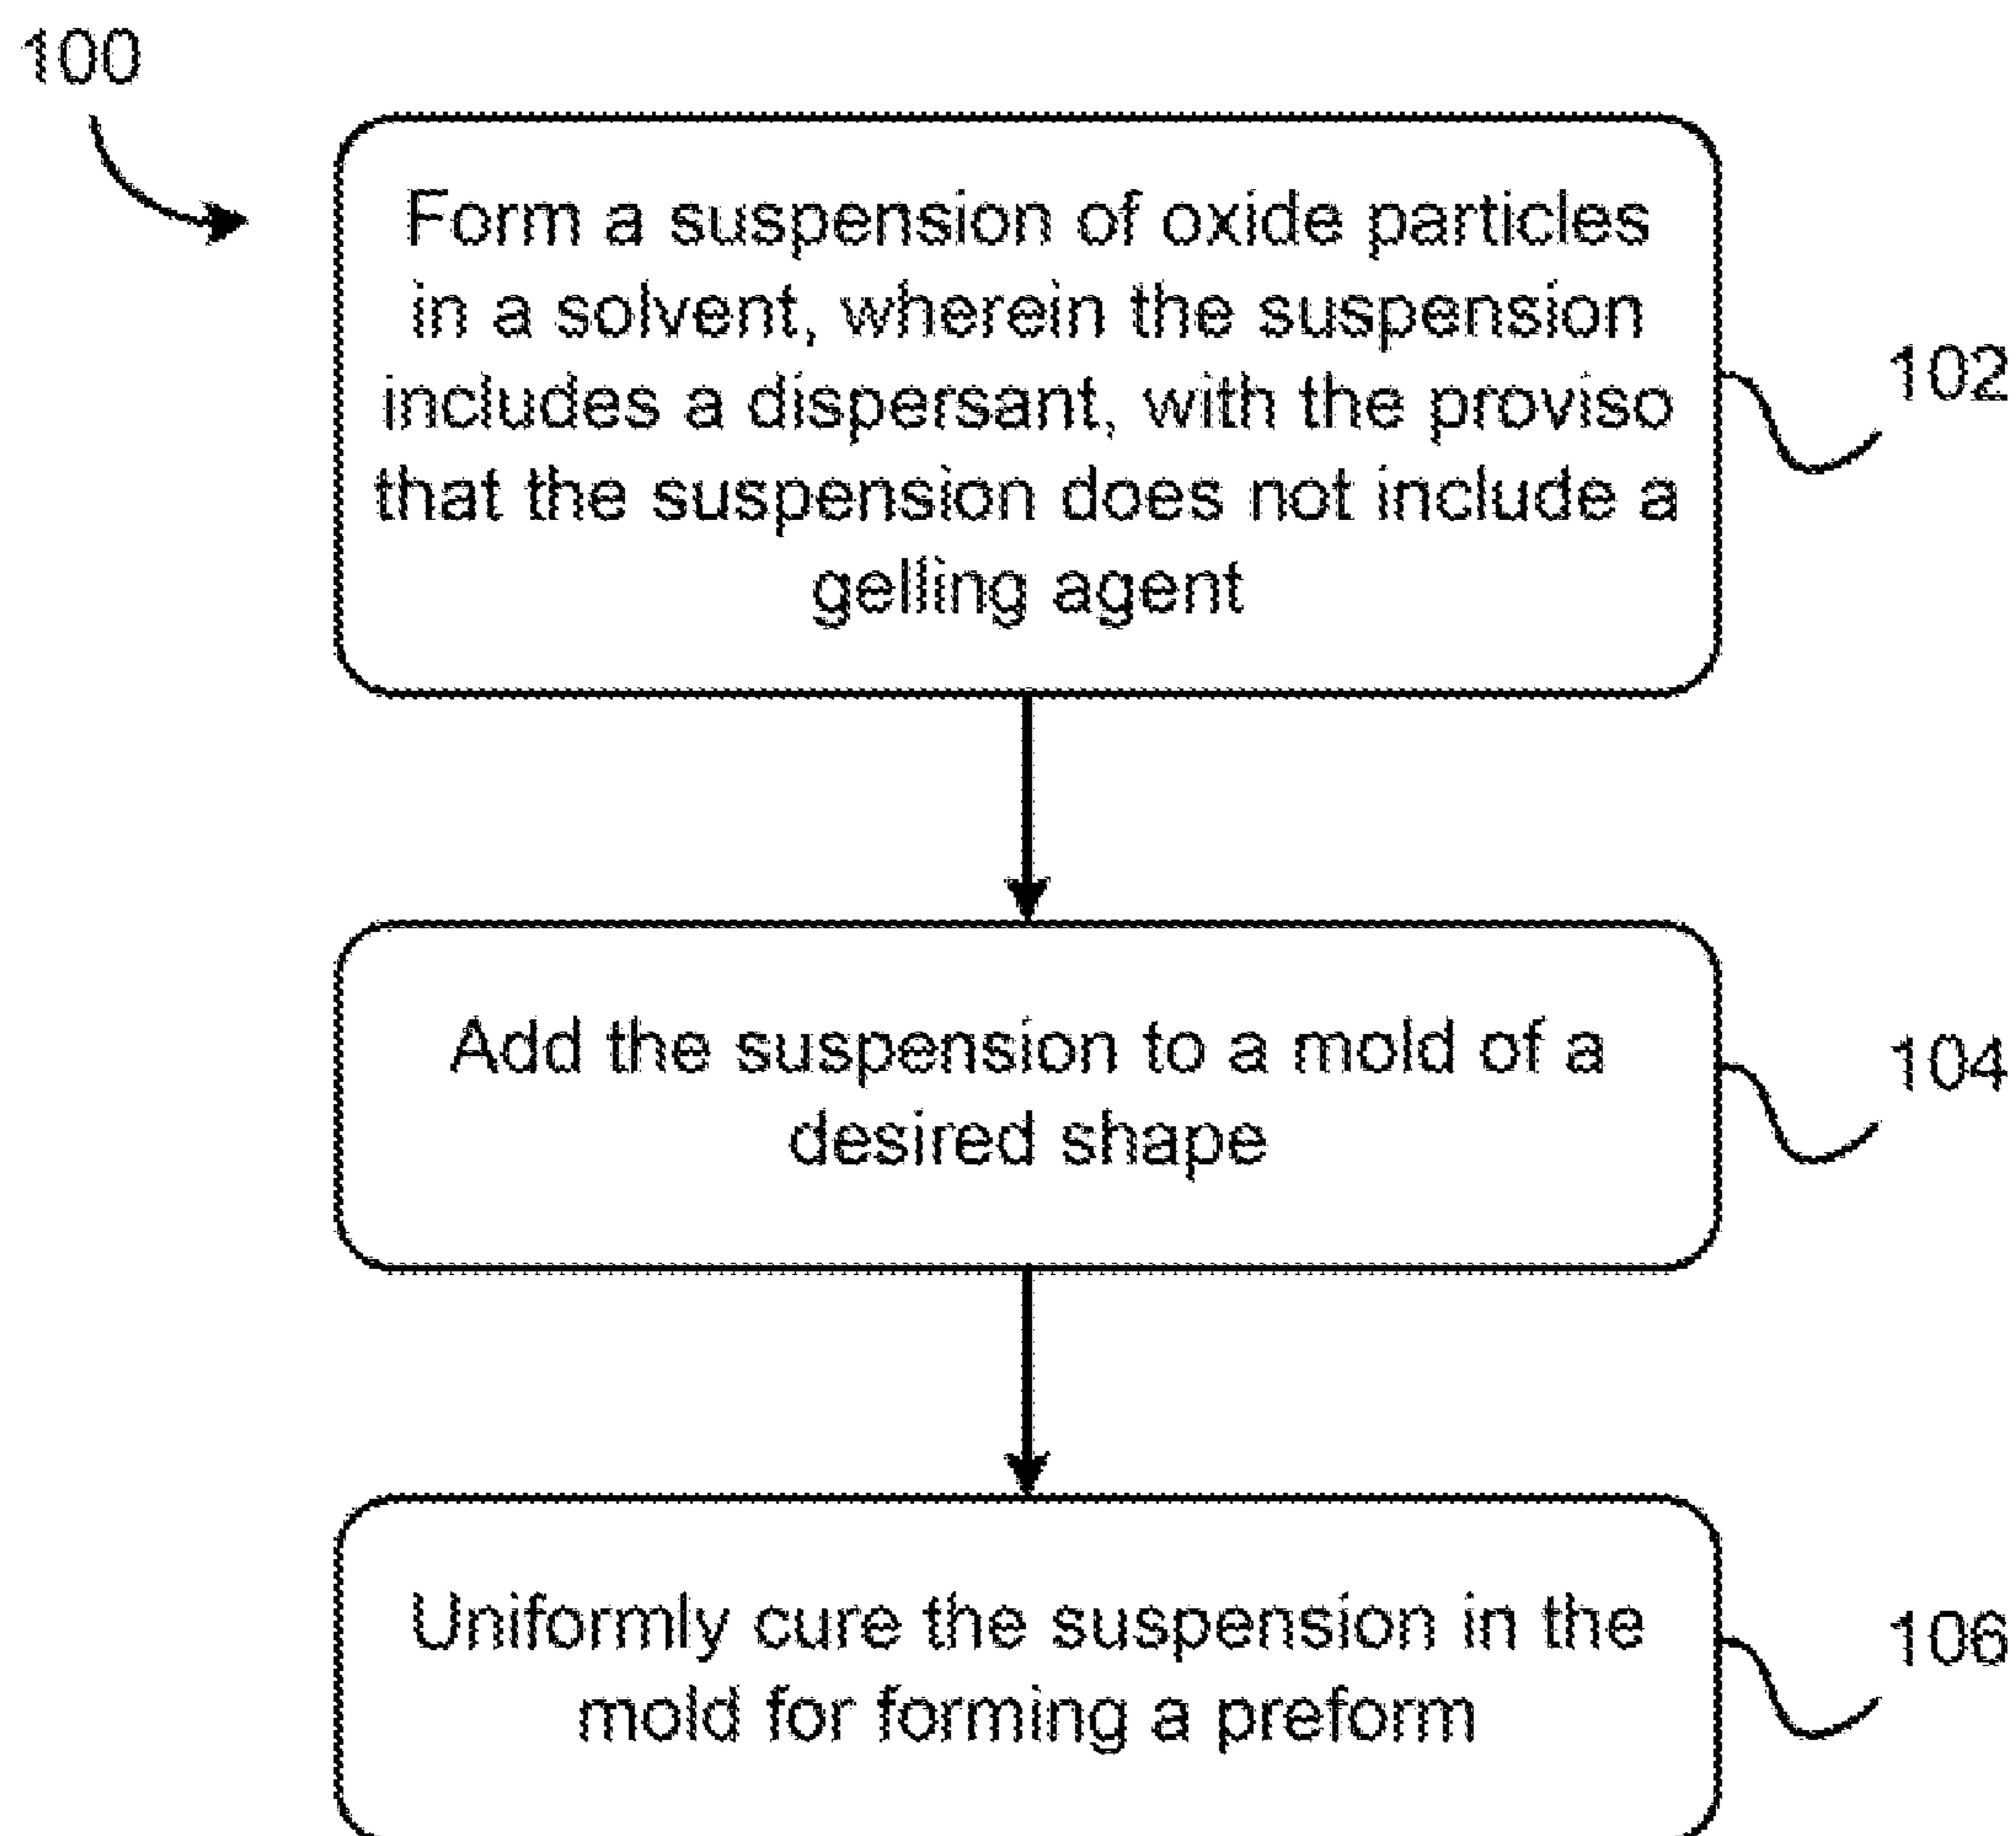 100
Form a suspension of oxide particles
in a solvent, wherein the suspension
includes a dispersant, with the proviso
that the suspension does not include a
gelling agent
102
Add the suspension to a mold of a
desired shape
104
Uniformly cure the suspension in the
mold for forming a preform
106